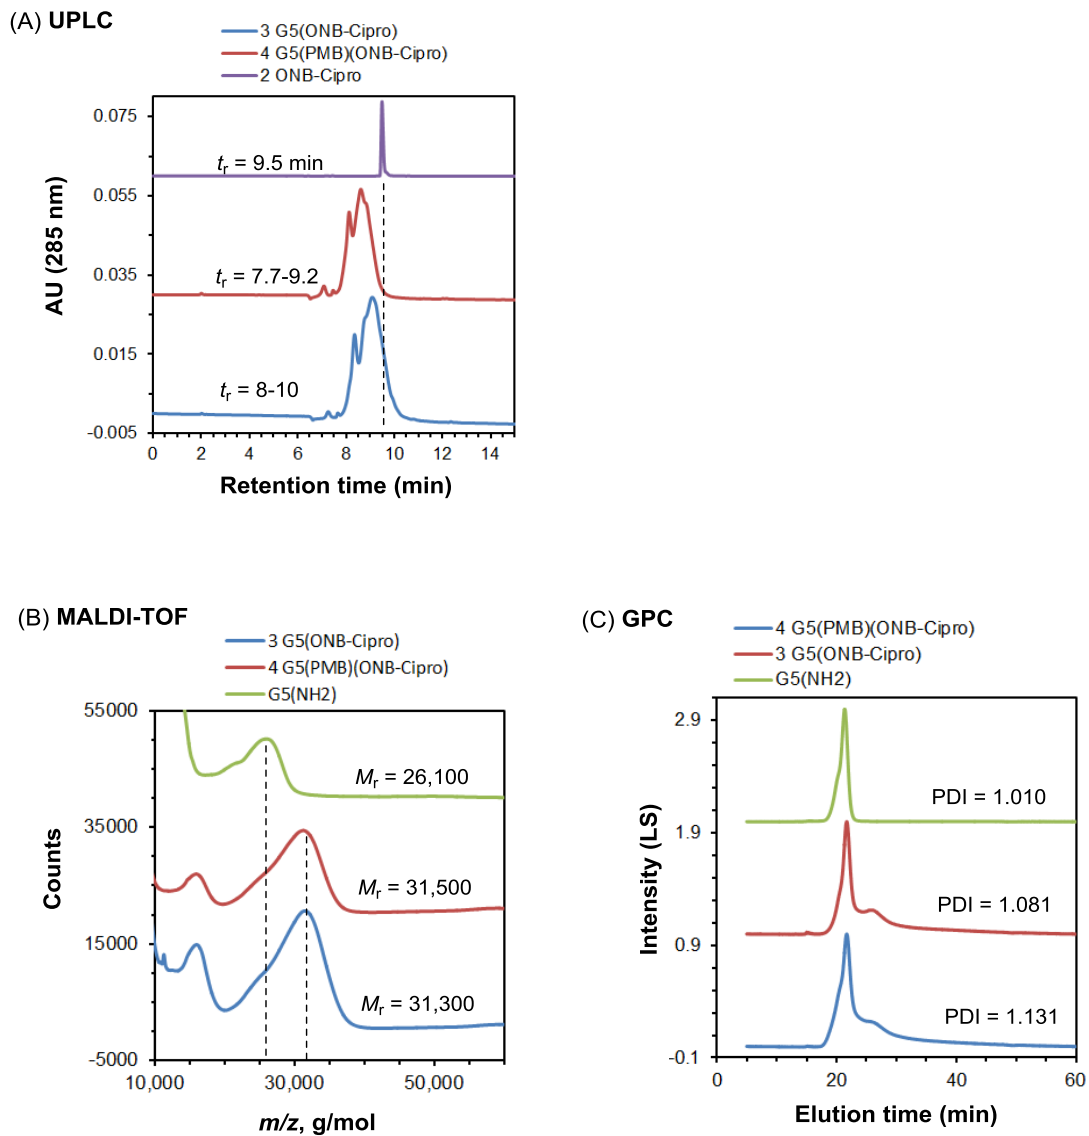 (A) UPLC
3 G5(ONB-Cipro)
4 G5(PMB)(ONB-Cipro)
2 ONB-Cipro
0.075
0.055
0.035
0.015
-0.005
AU (285 nm)
tr = 9.5 min
tr = 7.7-9.2
tr = 8-10
0 2 4 6 8 10 12 14
Retention time (min)
(B) MALDI-TOF
3 G5(ONB-Cipro)
4 G5(PMB)(ONB-Cipro)
G5(NH2)
55000
35000
15000
-5000
Counts
Mr = 26,100
Mr = 31,500
Mr = 31,300
10,000 30,000 50,000
m/z, g/mol
(C) GPC
4 G5(PMB)(ONB-Cipro)
3 G5(ONB-Cipro)
G5(NH2)
2.9
1.9
0.9
-0.1
Intensity (LS)
PDI = 1.010
PDI = 1.081
PDI = 1.131
0 20 40 60
Elution time (min)